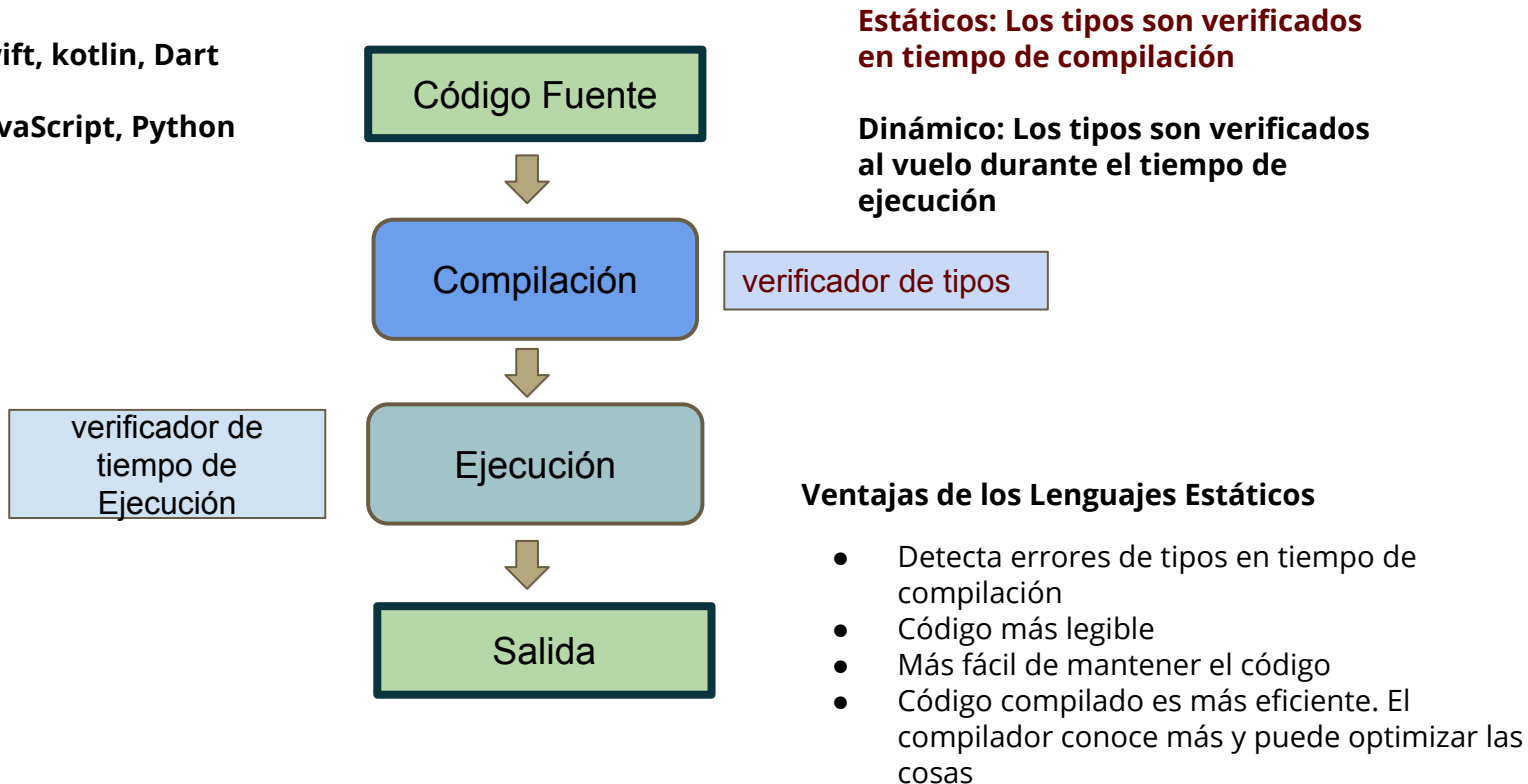 ift, kotlin, Dart
vaScript, Python
Código Fuente
Estáticos: Los tipos son verificados
en tiempo de compilación
Dinámico: Los tipos son verificados
al vuelo durante el tiempo de
ejecución
Compilación
verificador de tipos
verificador de
tiempo de
Ejecución
Ejecución
Salida
Ventajas de los Lenguajes Estáticos
● Detecta errores de tipos en tiempo de
compilación
● Código más legible
● Más fácil de mantener el código
● Código compilado es más eficiente. El
compilador conoce más y puede optimizar las
cosas